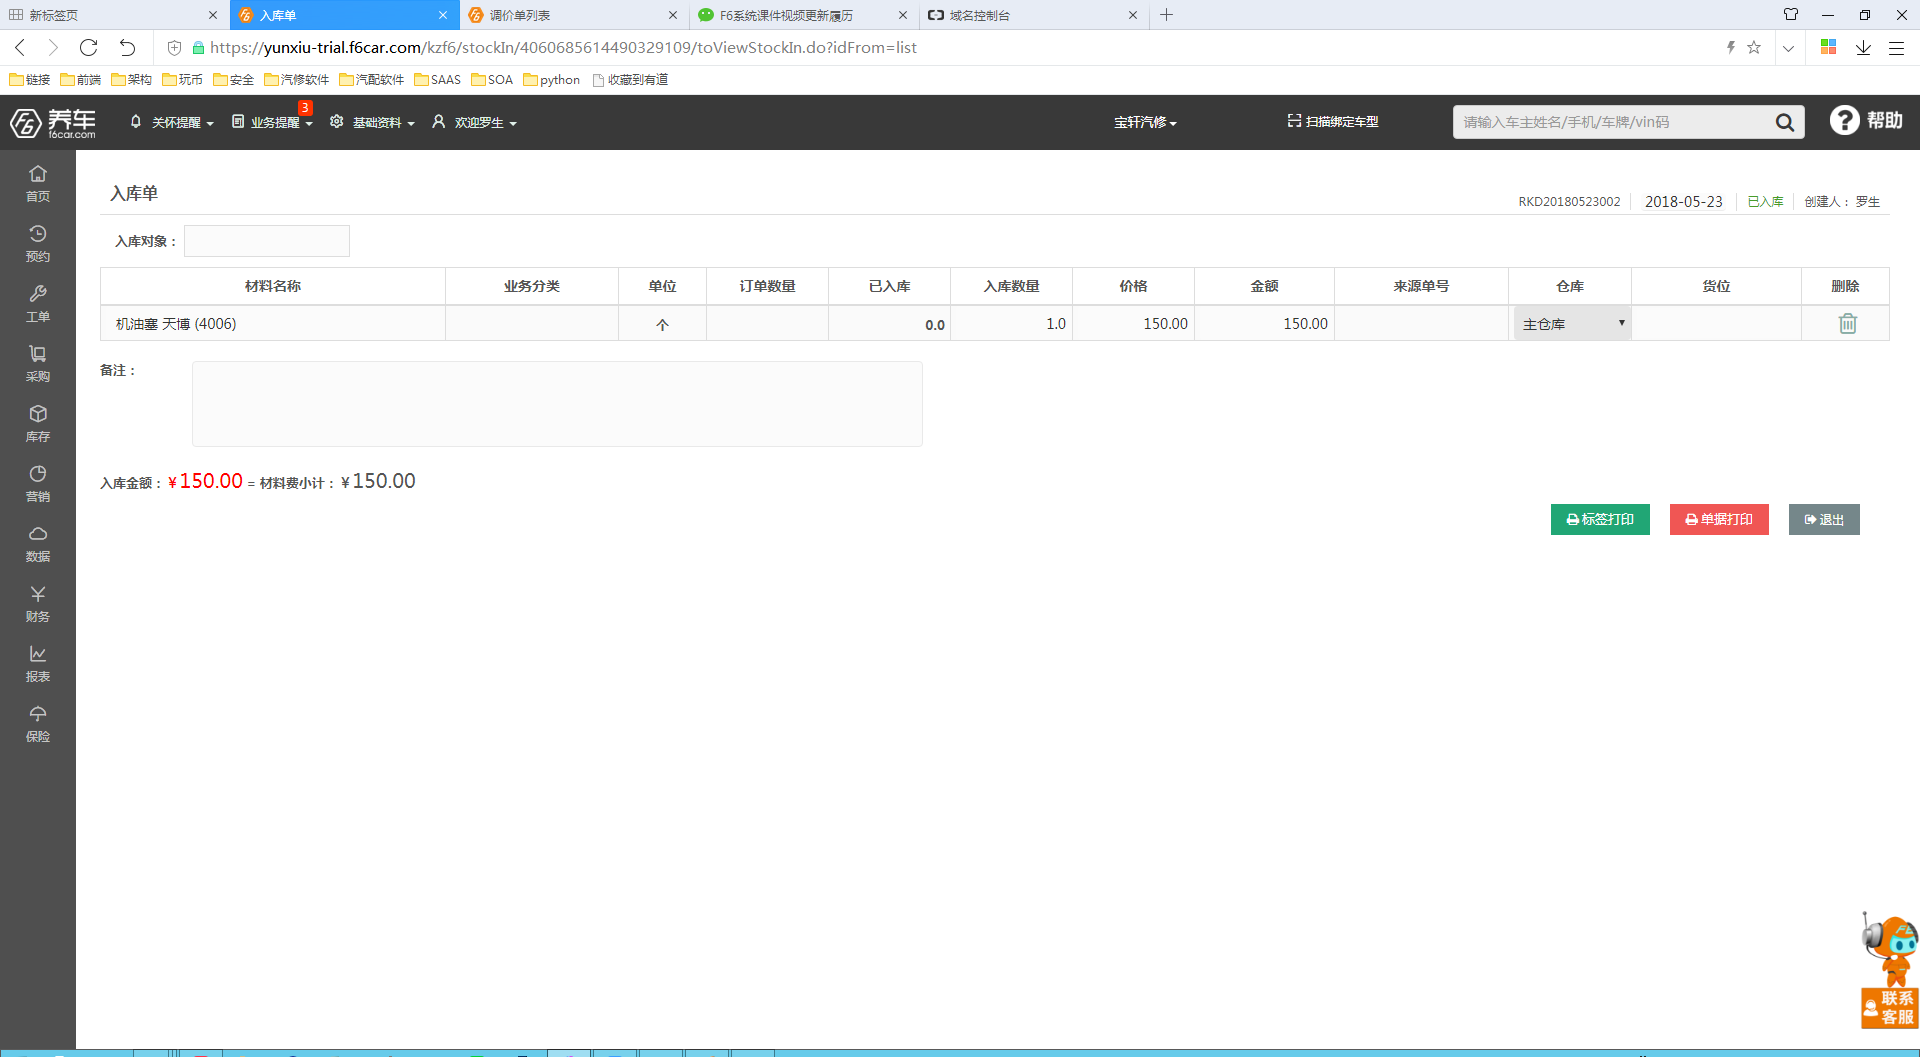 新标签页
入库单
调价单列表
F6系统课件视频更新履历
域名控制台
https://yunxiu-trial.f6car.com/kzf6/stockIn/4060685614490329109/toViewStockIn.do?idFrom=list
链接 前端 架构 玩币 安全 汽修软件 汽配软件 SAAS SOA python 收藏到有道
F6 养车 f6car.com
关怀提醒 业务提醒 3 基础资料 欢迎罗生 宝轩汽修 扫描绑定车型 请输入车主姓名/手机/车牌/vin码 ? 帮助
首页
预约
工单
采购
库存
营销
数据
财务
报表
保险
入库单
RKD20180523002 2018-05-23 已入库 创建人： 罗生
入库对象：
材料名称 业务分类 单位 订单数量 已入库 入库数量 价格 金额 来源单号 仓库 货位 删除
机油塞 天博 (4006) 个 0.0 1.0 150.00 150.00 主仓库
备注：
入库金额：¥150.00 = 材料费小计：¥150.00
标签打印 单据打印 退出
F6
联系
客服